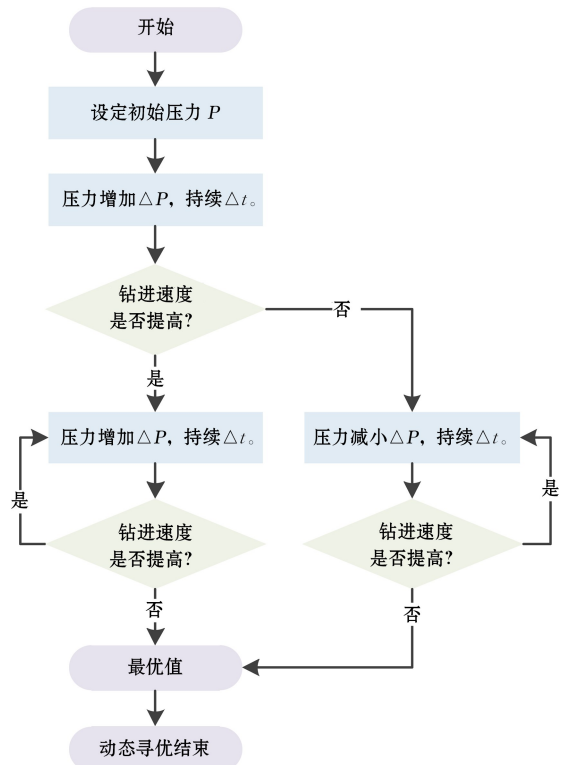 开始
设定初始压力 P
压力增加△P，持续△t。
钻进速度
是否提高?
否
是
压力增加△P，持续△t。
压力减小△P，持续△t。
是
是
钻进速度
是否提高?
钻进速度
是否提高?
否
否
最优值
动态寻优结束